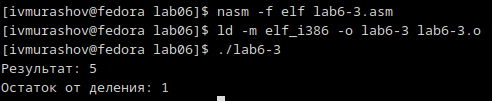 [ivmurashov@fedora lab06]$ nasm -f elf lab6-3.asm
[ivmurashov@fedora lab06]$ ld -m elf_i386 -o lab6-3 lab6-3.o
[ivmurashov@fedora lab06]$ ./lab6-3
Результат: 5
Остаток от деления: 1